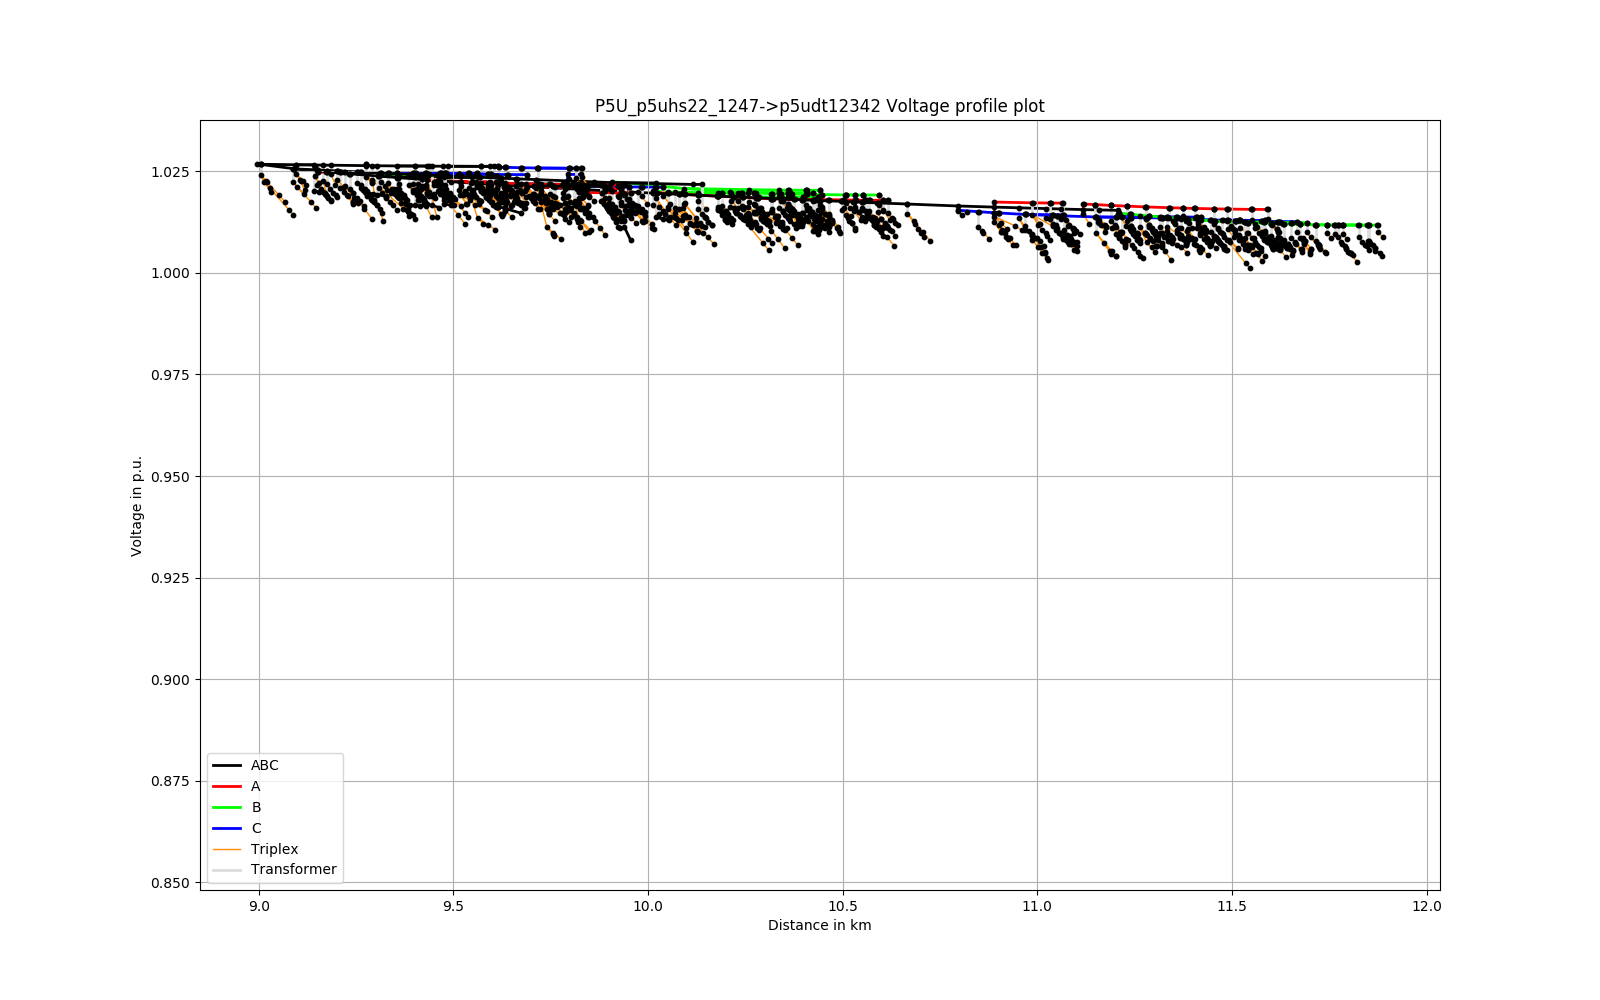 P5U_p5uhs22_1247->p5udt12342 Voltage profile plot
1.025
1.000
0.975
0.950
0.925
0.900
0.875
0.850
Voltage in p.u.
ABC
A
B
C
Triplex
Transformer
9.0 9.5 10.0 10.5 11.0 11.5 12.0
Distance in km